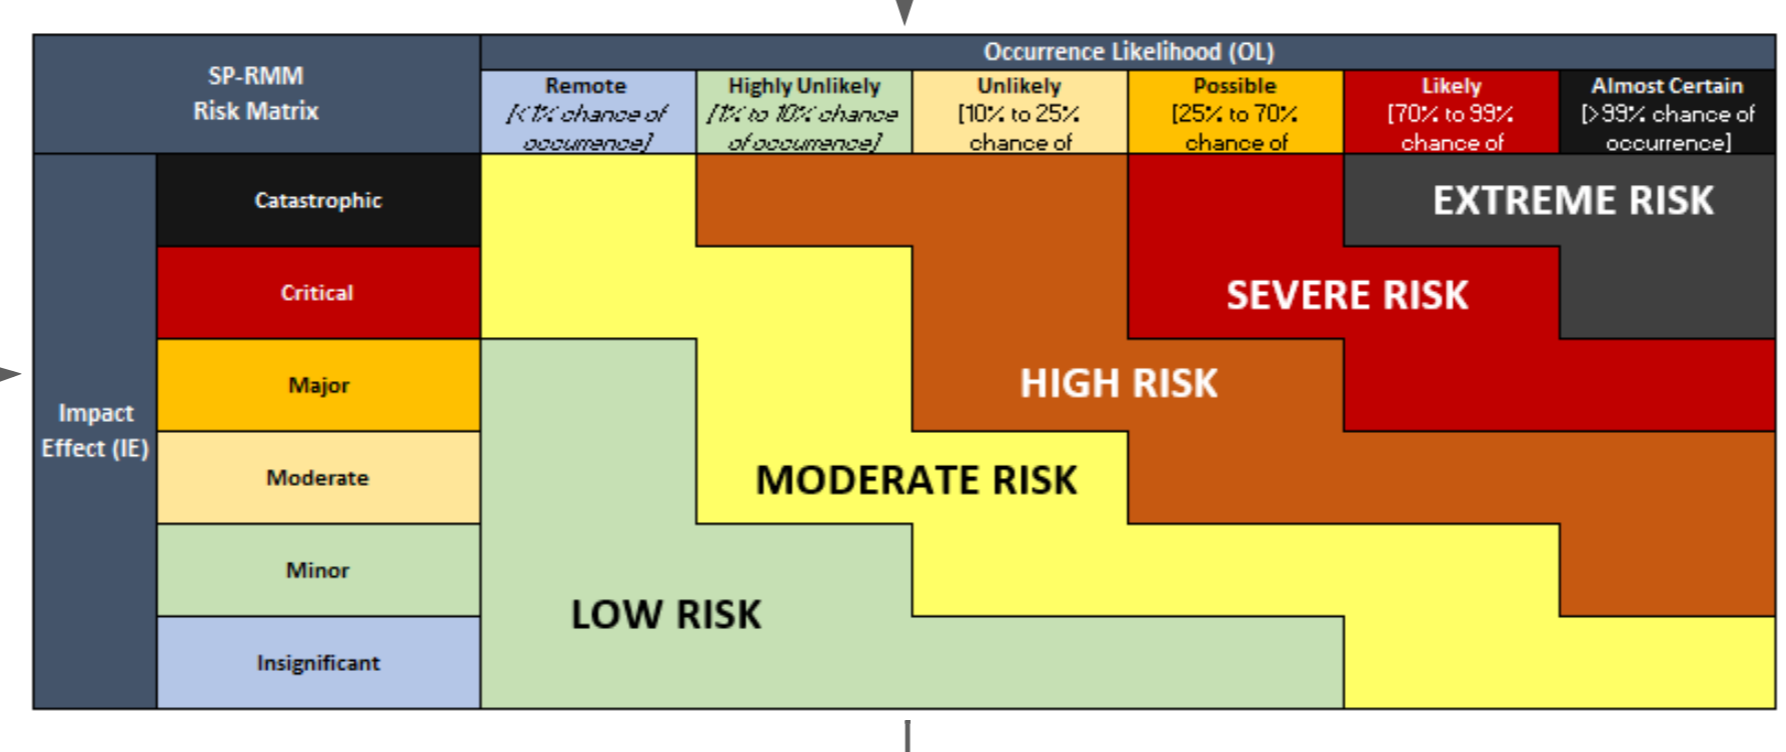 SP-RMM
Risk Matrix
Occurrence Likelihood (OL)
Remote
[<1% chance of
occurrence]
Highly Unlikely
[1% to 10% chance
of occurrence]
Unlikely
[10% to 25%
chance of
Possible
[25% to 70%
chance of
Likely
[70% to 99%
chance of
Almost Certain
[>99% chance of
occurrence]
Impact
Effect (IE)
Catastrophic
EXTREME RISK
Critical
SEVERE RISK
Major
HIGH RISK
Moderate
MODERATE RISK
Minor
LOW RISK
Insignificant